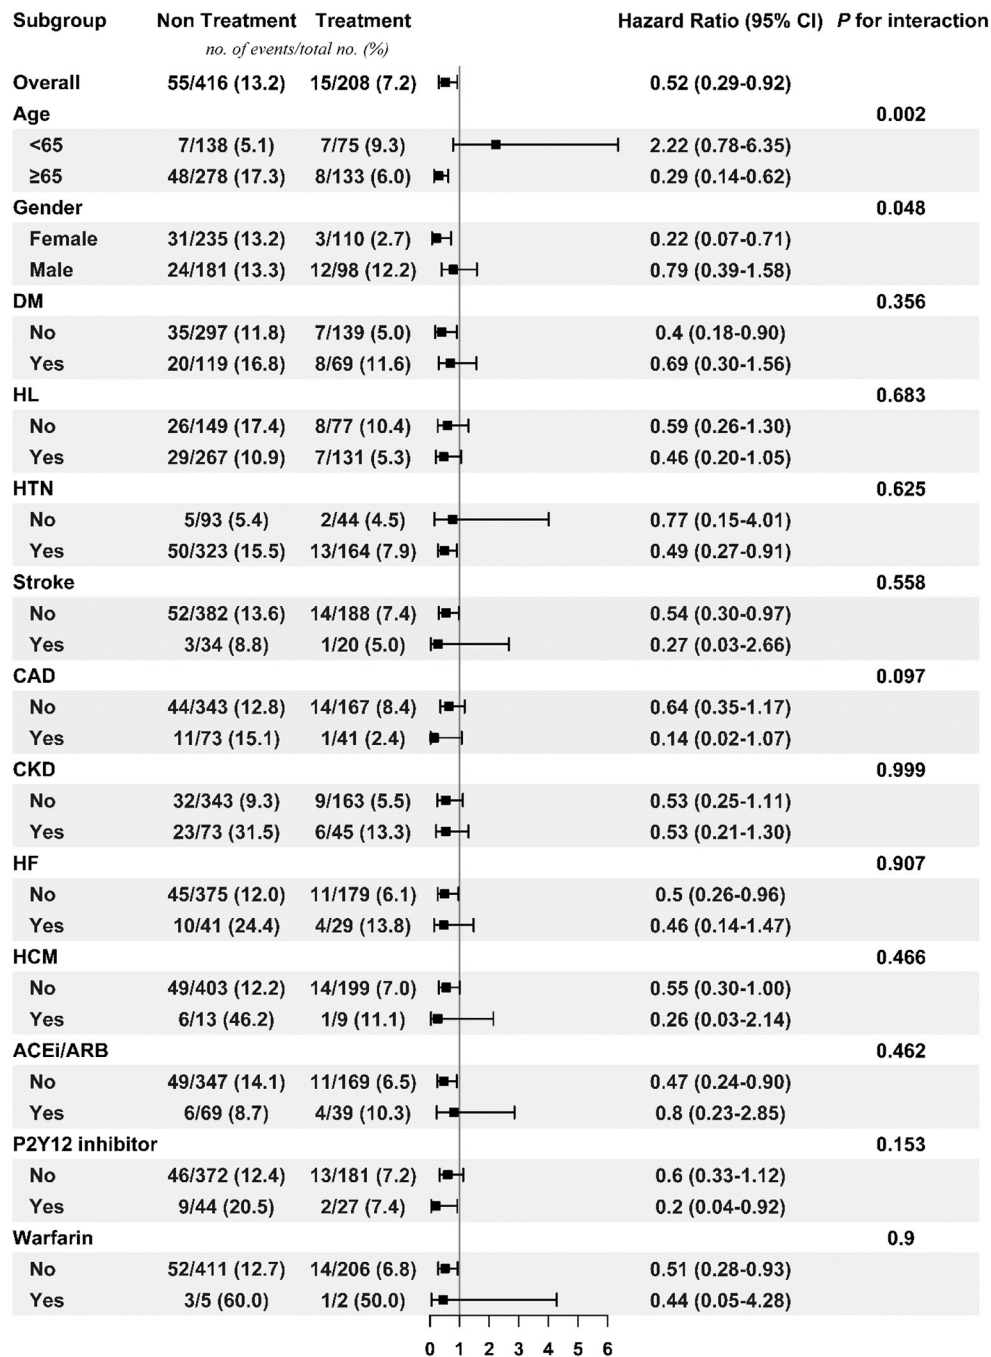 Subgroup Non Treatment Treatment Hazard Ratio (95% CI) P for interaction
no. of events/total no. (%)
Overall 55/416 (13.2) 15/208 (7.2) 0.52 (0.29-0.92)
Age 0.002
<65 7/138 (5.1) 7/75 (9.3) 2.22 (0.78-6.35)
≥65 48/278 (17.3) 8/133 (6.0) 0.29 (0.14-0.62)
Gender 0.048
Female 31/235 (13.2) 3/110 (2.7) 0.22 (0.07-0.71)
Male 24/181 (13.3) 12/98 (12.2) 0.79 (0.39-1.58)
DM 0.356
No 35/297 (11.8) 7/139 (5.0) 0.4 (0.18-0.90)
Yes 20/119 (16.8) 8/69 (11.6) 0.69 (0.30-1.56)
HL 0.683
No 26/149 (17.4) 8/77 (10.4) 0.59 (0.26-1.30)
Yes 29/267 (10.9) 7/131 (5.3) 0.46 (0.20-1.05)
HTN 0.625
No 5/93 (5.4) 2/44 (4.5) 0.77 (0.15-4.01)
Yes 50/323 (15.5) 13/164 (7.9) 0.49 (0.27-0.91)
Stroke 0.558
No 52/382 (13.6) 14/188 (7.4) 0.54 (0.30-0.97)
Yes 3/34 (8.8) 1/20 (5.0) 0.27 (0.03-2.66)
CAD 0.097
No 44/343 (12.8) 14/167 (8.4) 0.64 (0.35-1.17)
Yes 11/73 (15.1) 1/41 (2.4) 0.14 (0.02-1.07)
CKD 0.999
No 32/343 (9.3) 9/163 (5.5) 0.53 (0.25-1.11)
Yes 23/73 (31.5) 6/45 (13.3) 0.53 (0.21-1.30)
HF 0.907
No 45/375 (12.0) 11/179 (6.1) 0.5 (0.26-0.96)
Yes 10/41 (24.4) 4/29 (13.8) 0.46 (0.14-1.47)
HCM 0.466
No 49/403 (12.2) 14/199 (7.0) 0.55 (0.30-1.00)
Yes 6/13 (46.2) 1/9 (11.1) 0.26 (0.03-2.14)
ACEi/ARB 0.462
No 49/347 (14.1) 11/169 (6.5) 0.47 (0.24-0.90)
Yes 6/69 (8.7) 4/39 (10.3) 0.8 (0.23-2.85)
P2Y12 inhibitor 0.153
No 46/372 (12.4) 13/181 (7.2) 0.6 (0.33-1.12)
Yes 9/44 (20.5) 2/27 (7.4) 0.2 (0.04-0.92)
Warfarin 0.9
No 52/411 (12.7) 14/206 (6.8) 0.51 (0.28-0.93)
Yes 3/5 (60.0) 1/2 (50.0) 0.44 (0.05-4.28)
0 1 2 3 4 5 6